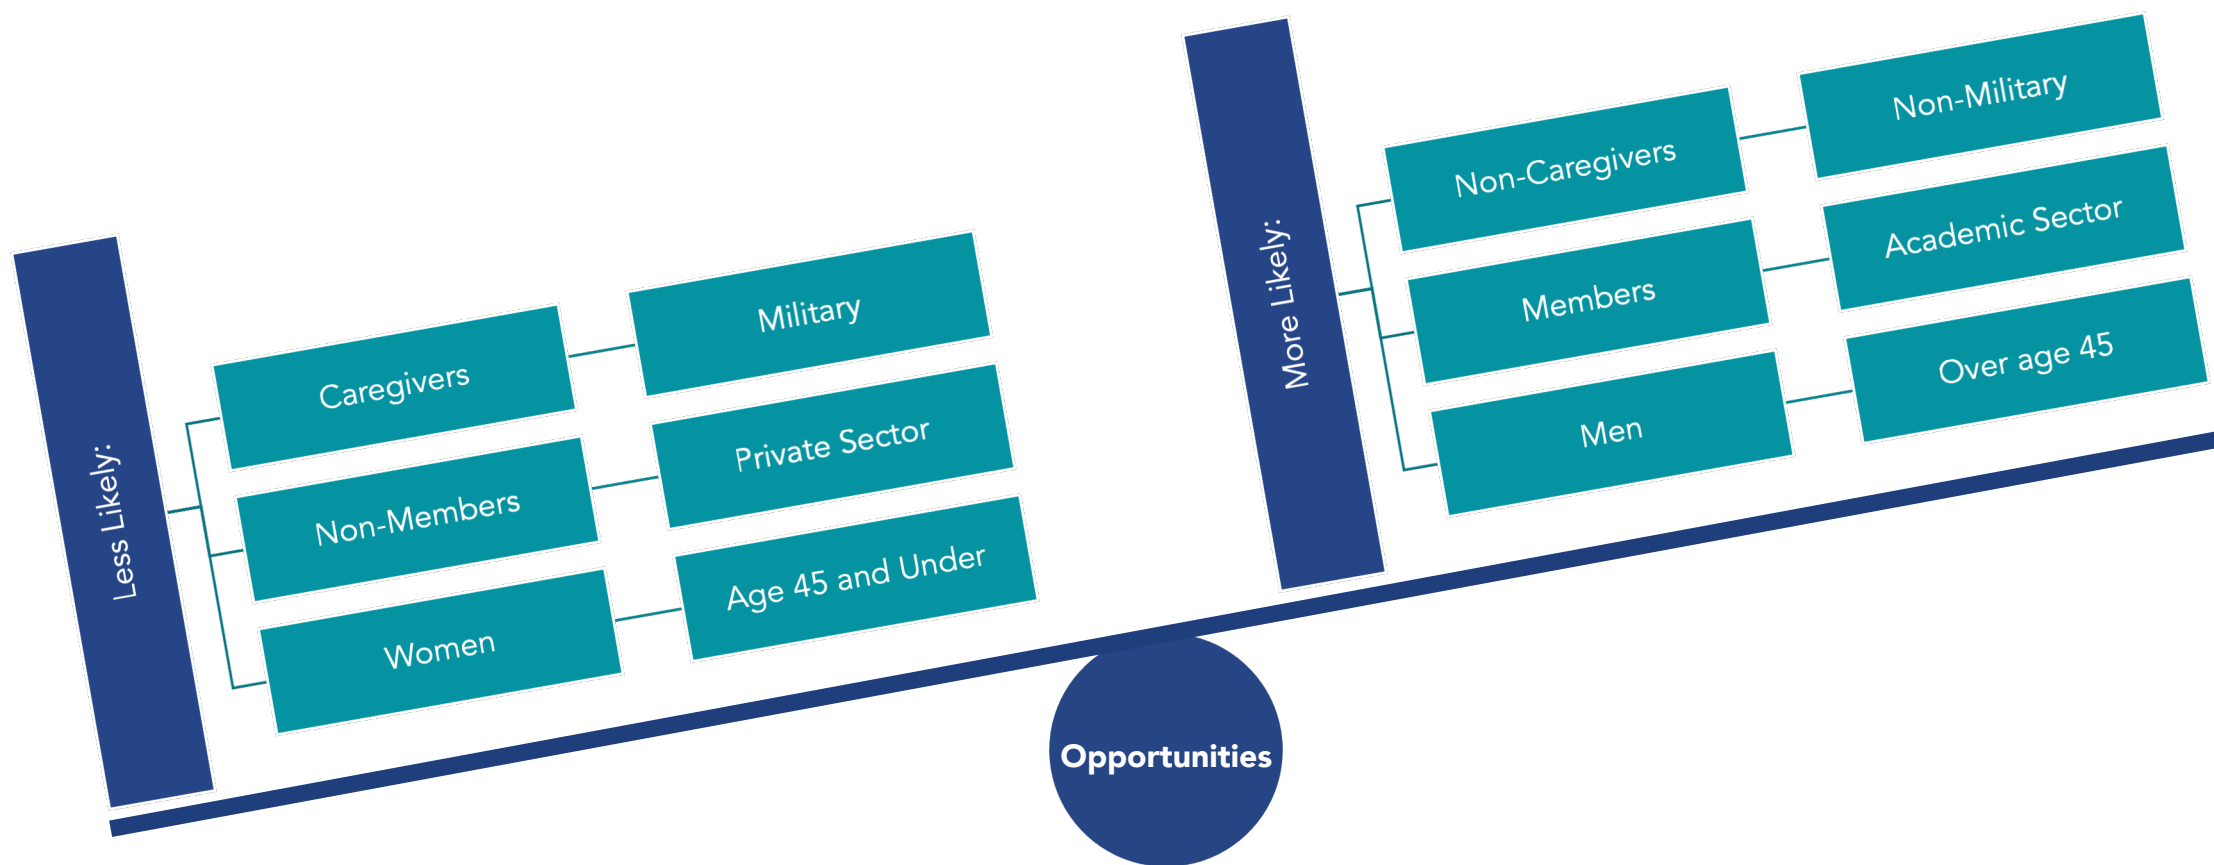 Less Likely:
Caregivers
Military
Non-Members
Private Sector
Women
Age 45 and Under
More Likely:
Non-Caregivers
Non-Military
Members
Academic Sector
Men
Over age 45
Opportunities